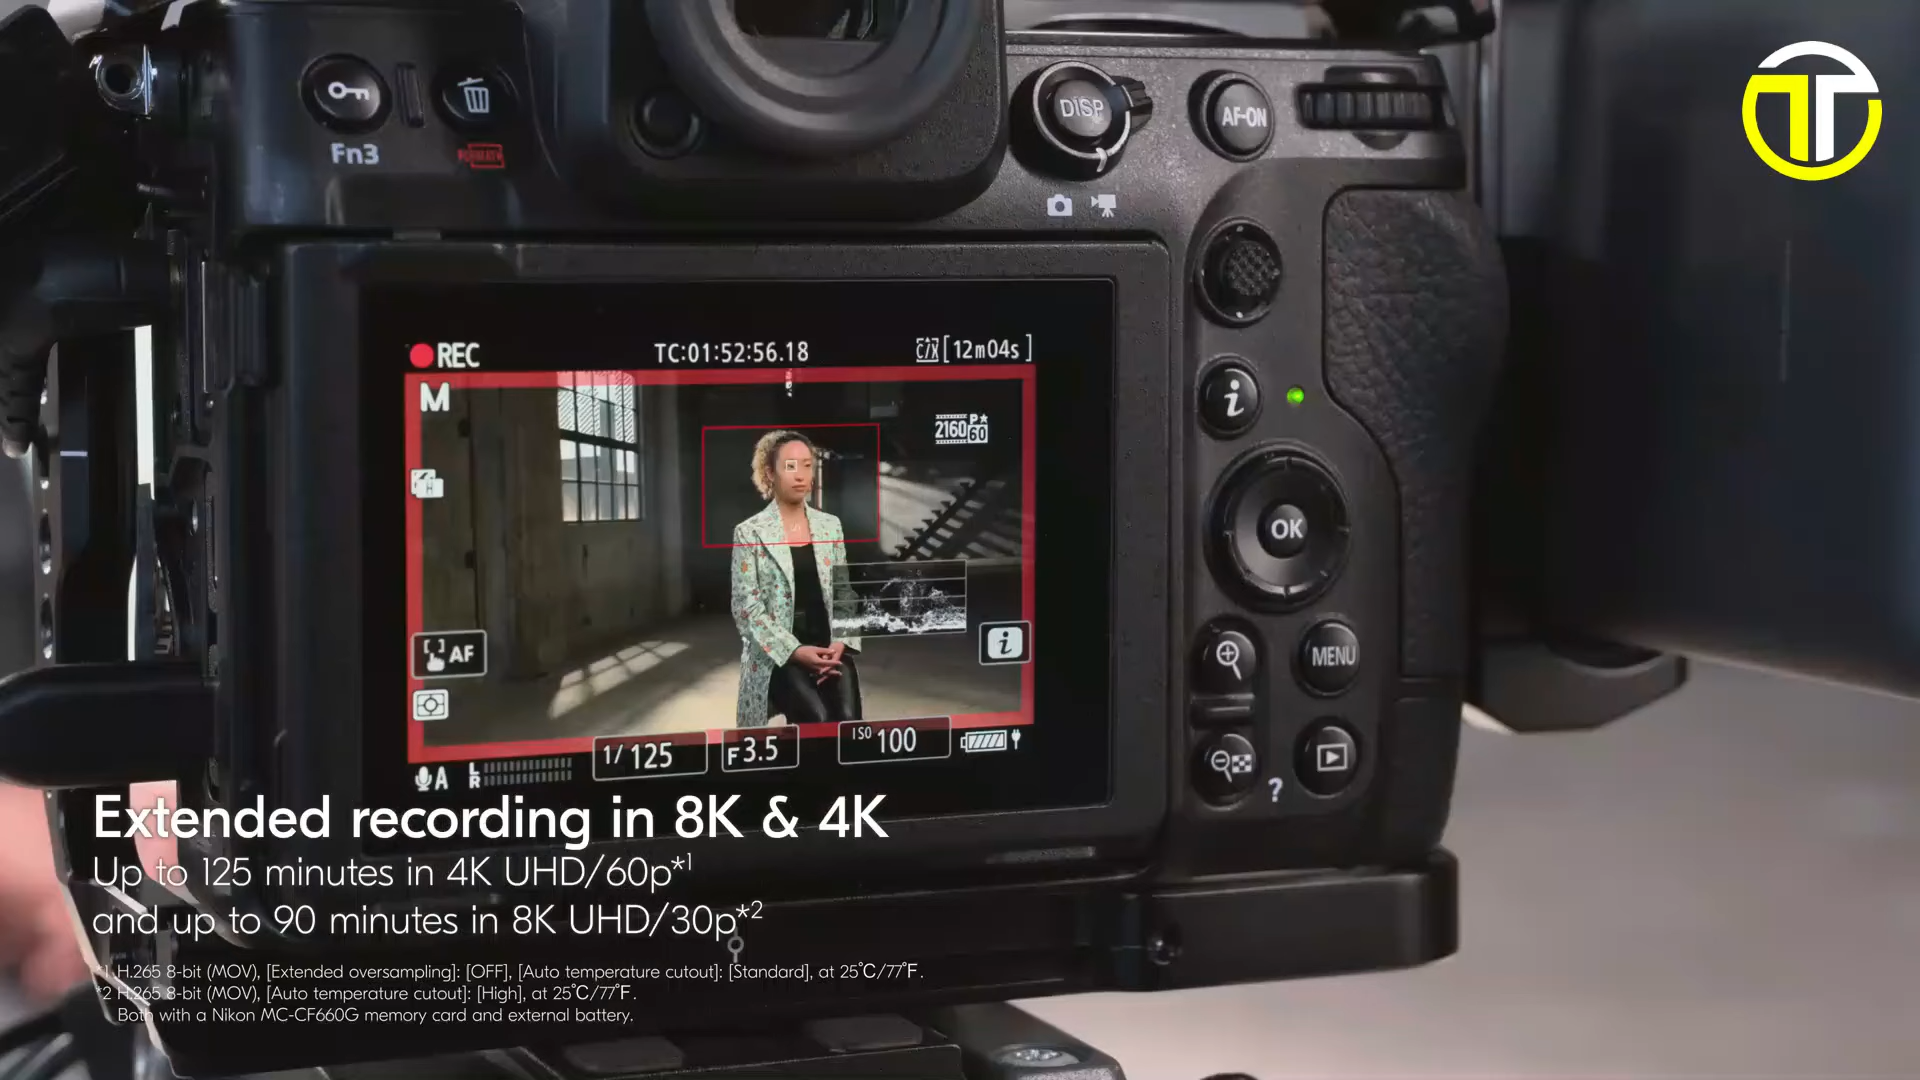 Fn3
DISP
AF-ON
REC
TC:01:52:56.18
[12m04s]
M
2160
60
i
OK
AF
i
MENU
1/125
F3.5
ISO 100
A
L
R
?
Extended recording in 8K & 4K
Up to 125 minutes in 4K UHD/60p*1
and up to 90 minutes in 8K UHD/30p*2
*1 H.265 8-bit (MOV), [Extended oversampling]: [OFF], [Auto temperature cutout]: [Standard], at 25°C/77°F.
*2 H.265 8-bit (MOV), [Auto temperature cutout]: [High], at 25°C/77°F.
Both with a Nikon MC-CF660G memory card and external battery.